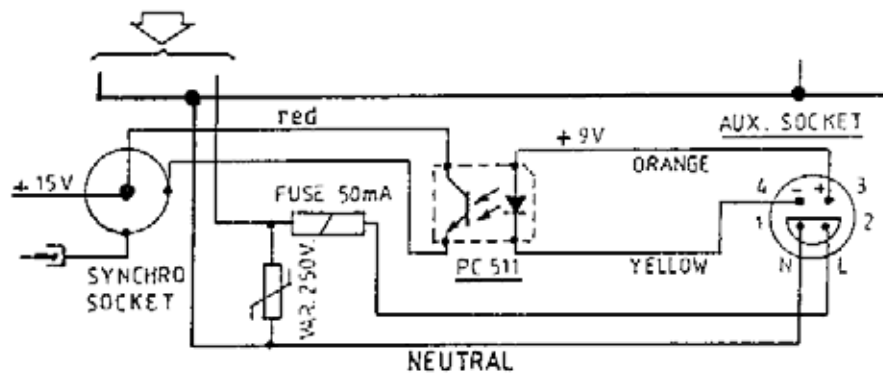 red
+9V
AUX. SOCKET
ORANGE
+15V
FUSE 50mA
4
-
+
3
1
2
SYNCHRO
SOCKET
VAR. 250V.
PC 511
YELLOW
N
L
NEUTRAL